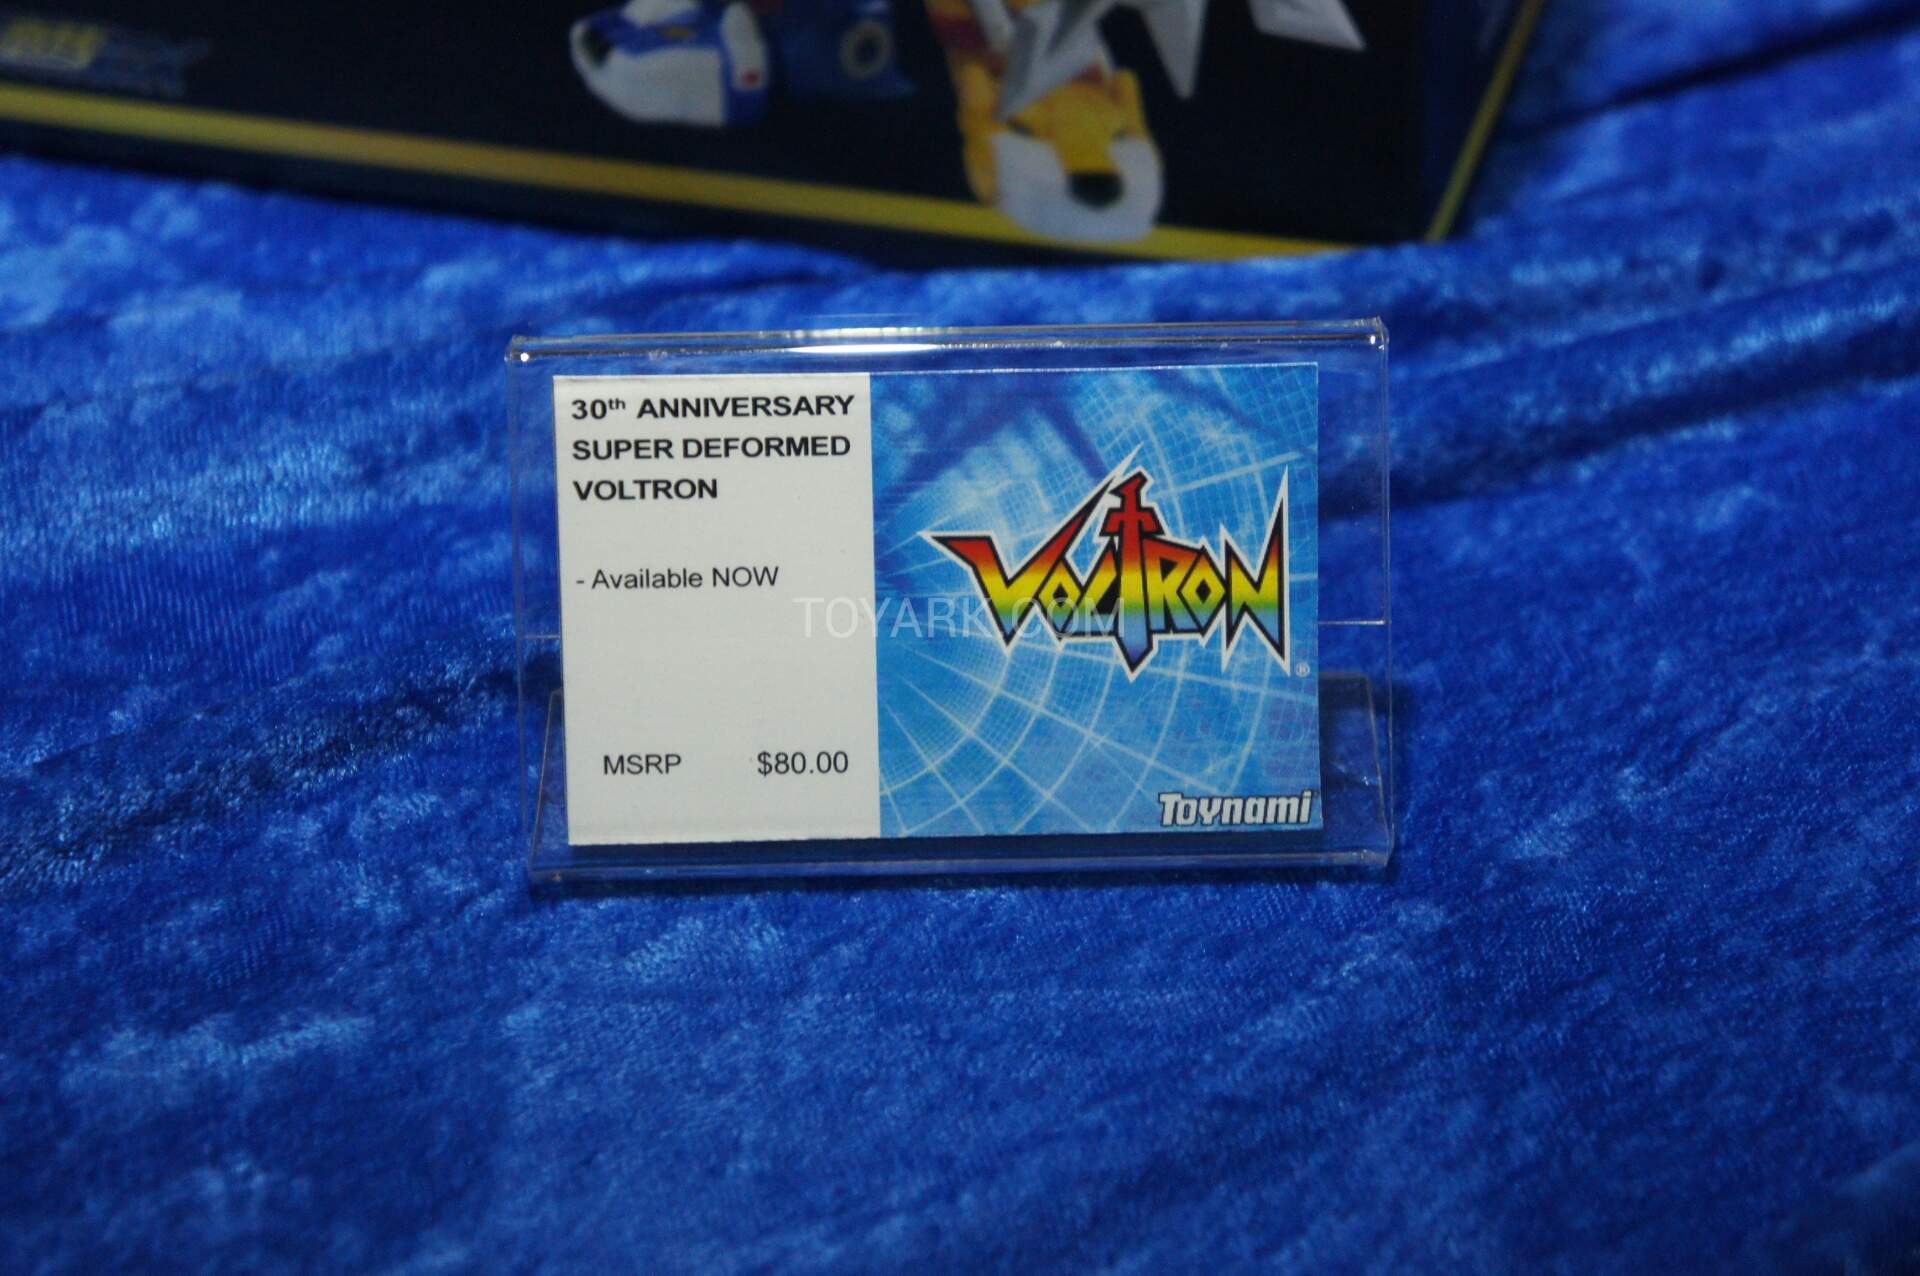 30th ANNIVERSARY
SUPER DEFORMED
VOLTRON
- Available NOW
MSRP $80.00
VOLTRON®
Toynami
TOYARK.COM